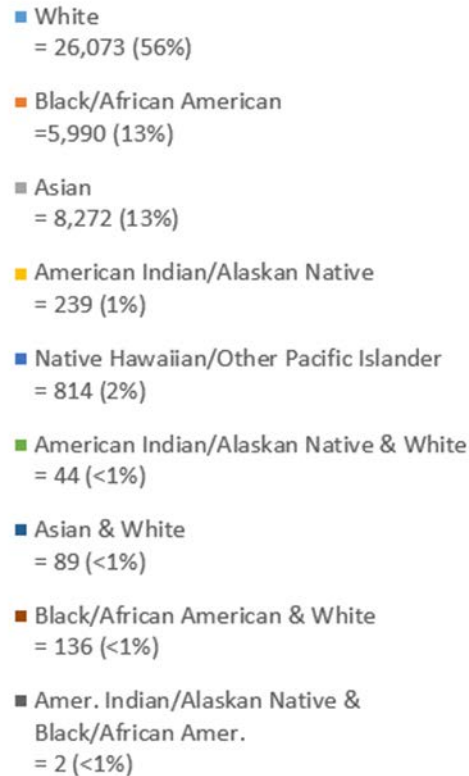 White
= 26,073 (56%)
Black/African American
=5,990 (13%)
Asian
= 8,272 (13%)
American Indian/Alaskan Native
= 239 (1%)
Native Hawaiian/Other Pacific Islander
= 814 (2%)
American Indian/Alaskan Native & White
= 44 (<1%)
Asian & White
= 89 (<1%)
Black/African American & White
= 136 (<1%)
Amer. Indian/Alaskan Native &
Black/African Amer.
= 2 (<1%)